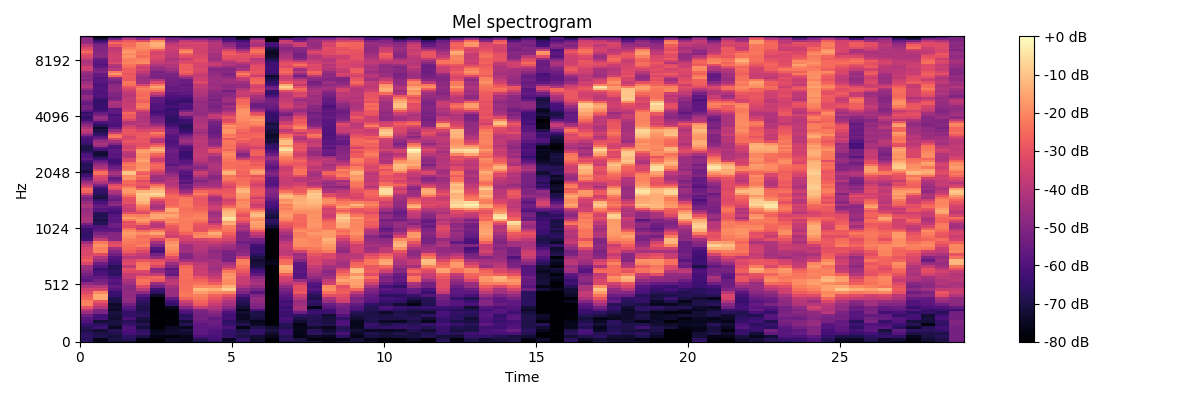 Mel spectrogram
Hz
8192
4096
2048
1024
512
0
0 5 10 15 20 25
Time
+0 dB
-10 dB
-20 dB
-30 dB
-40 dB
-50 dB
-60 dB
-70 dB
-80 dB